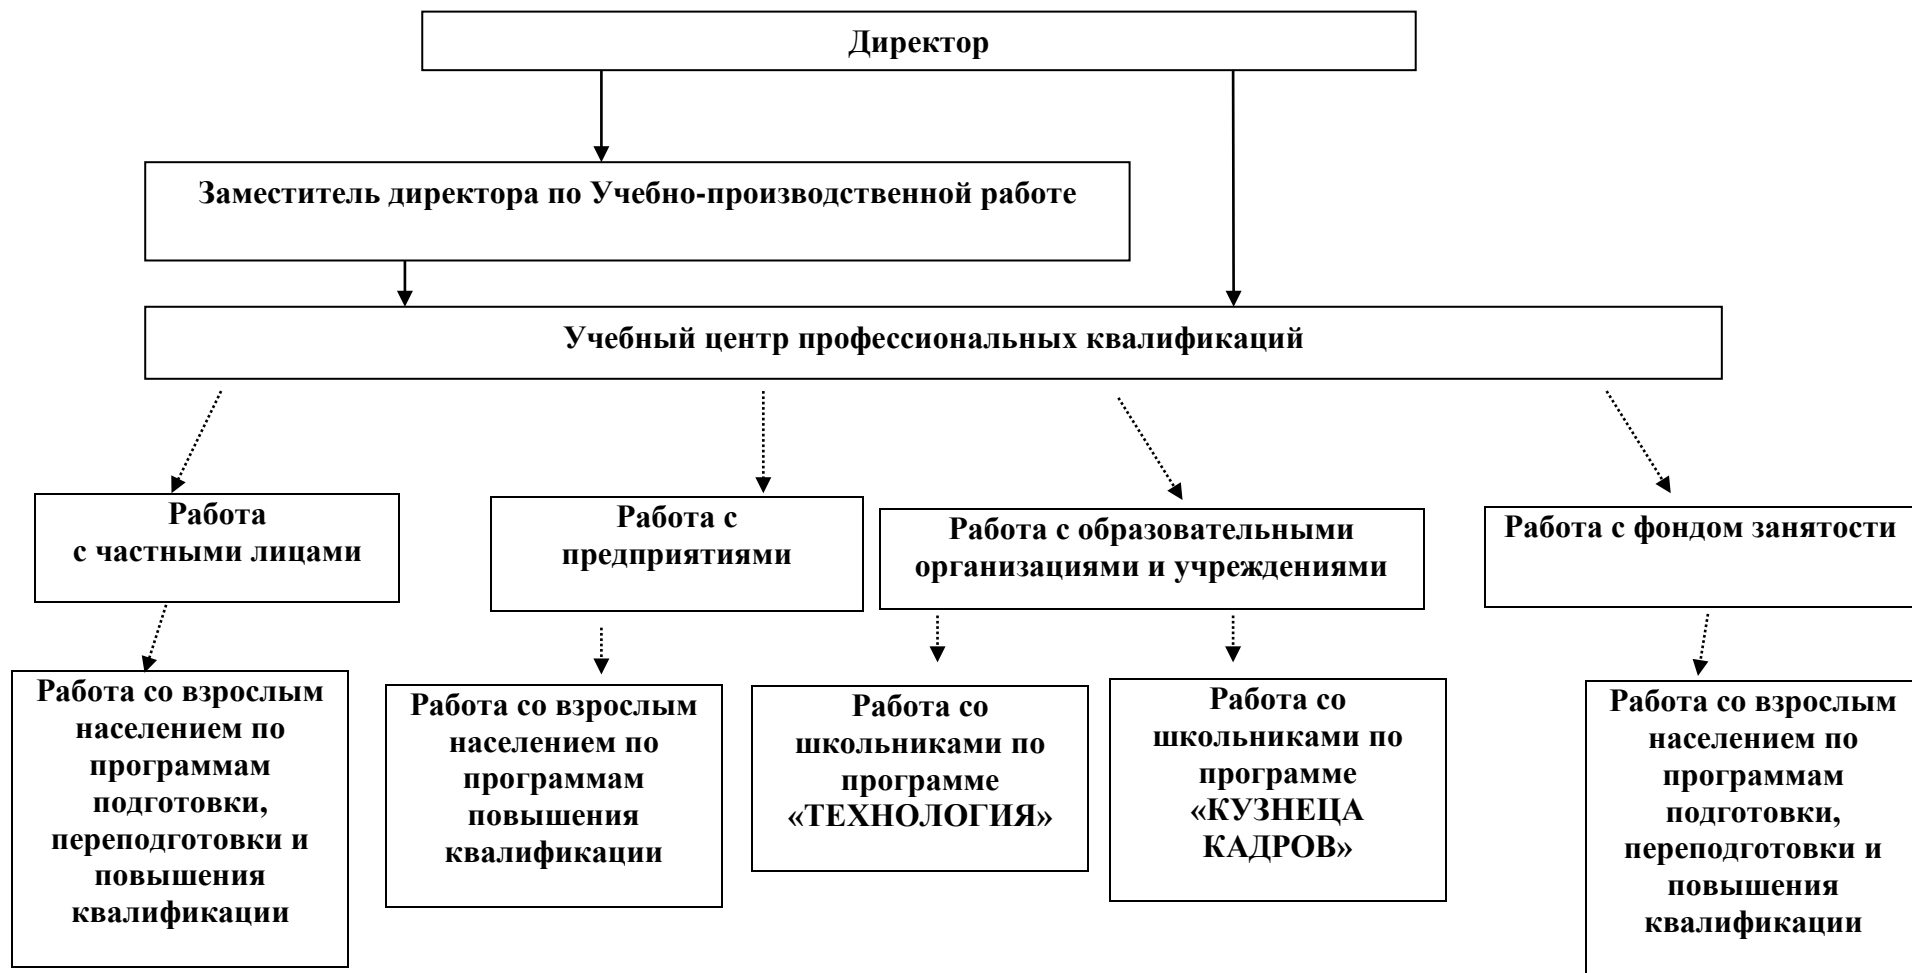 Директор
Заместитель директора по Учебно-производственной работе
Учебный центр профессиональных квалификаций
Работа
с частными лицами
Работа с
предприятиями
Работа с образовательными
организациями и учреждениями
Работа с фондом занятости
Работа со взрослым
населением по
программам
подготовки,
переподготовки и
повышения
квалификации
Работа со взрослым
населением по
программам
повышения
квалификации
Работа со
школьниками по
программе
«ТЕХНОЛОГИЯ»
Работа со
школьниками по
программе
«КУЗНЕЦА
КАДРОВ»
Работа со взрослым
населением по
программам
подготовки,
переподготовки и
повышения
квалификации